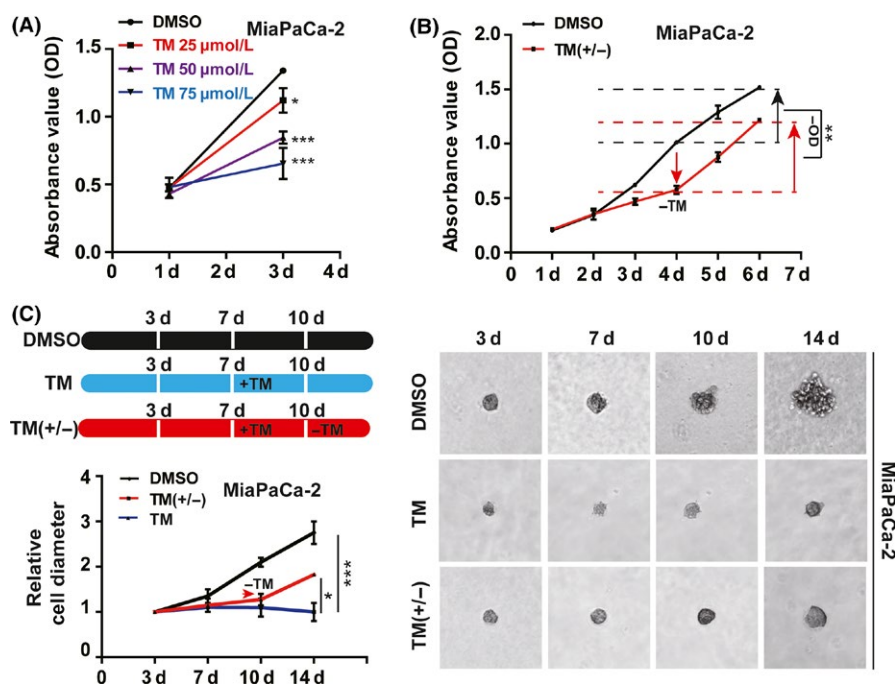 (A)
MiaPaCa-2
DMSO
TM 25 µmol/L
TM 50 µmol/L
TM 75 µmol/L
Absorbance value (OD)
1.5
1.0
0.5
0.0
*
***
***
0 1 d 2 d 3 d 4 d
(B)
MiaPaCa-2
DMSO
TM(+/−)
Absorbance value (OD)
2.0
1.5
1.0
0.5
0.0
−TM
−OD
**
0 1 d 2 d 3 d 4 d 5 d 6 d 7 d
(C)
3 d 7 d 10 d
DMSO
3 d 7 d 10 d
TM +TM
3 d 7 d 10 d
TM(+/−) +TM −TM
MiaPaCa-2
DMSO
TM(+/−)
TM
Relative
cell diameter
4
3
2
1
0
−TM
*
***
0 3 d 7 d 10 d 14 d
3 d 7 d 10 d 14 d
DMSO
TM
TM(+/−)
MiaPaCa-2